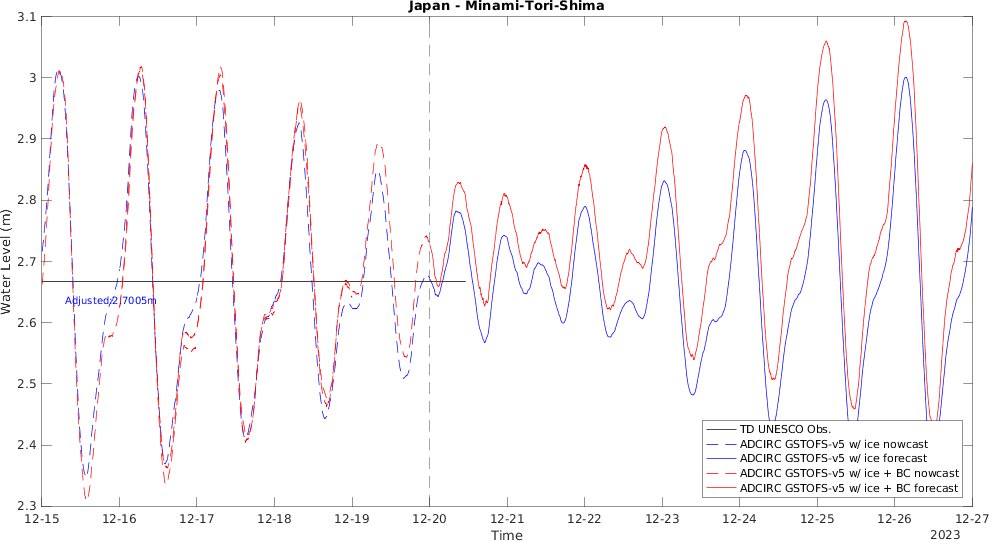 Japan - Minami-Tori-Shima
3.1
3
2.9
2.8
2.7
2.6
2.5
2.4
2.3
Water Level (m)
Adjusted:2.7005m
TD UNESCO Obs.
ADCIRC GSTOFS-v5 w/ ice nowcast
ADCIRC GSTOFS-v5 w/ ice forecast
ADCIRC GSTOFS-v5 w/ ice + BC nowcast
ADCIRC GSTOFS-v5 w/ ice + BC forecast
12-15 12-16 12-17 12-18 12-19 12-20 12-21 12-22 12-23 12-24 12-25 12-26 12-27
Time
2023